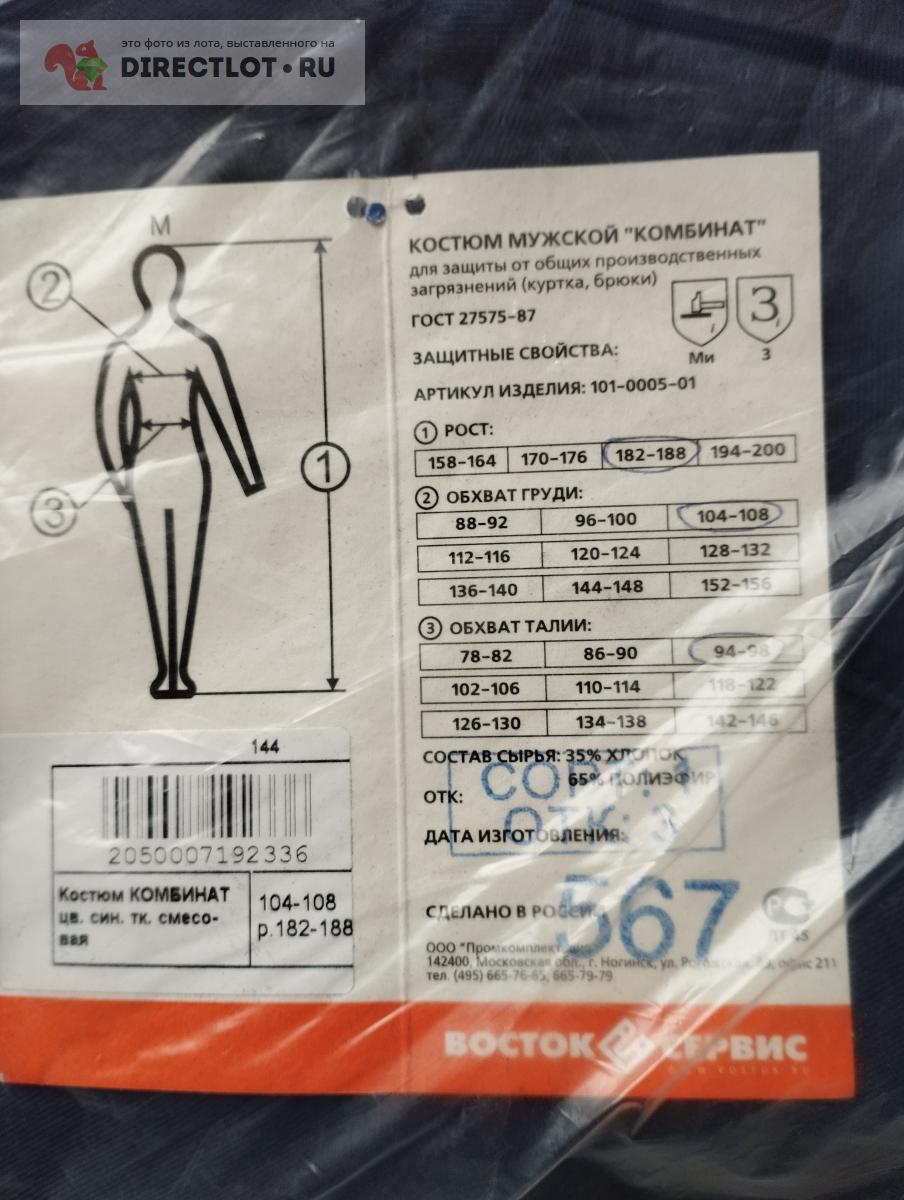 это фото из лота, выставленного на
DIRECTLOT•RU
М
2
1
3
КОСТЮМ МУЖСКОЙ "КОМБИНАТ"
для защиты от общих производственных
загрязнений (куртка, брюки)
ГОСТ 27575-87
ЗАЩИТНЫЕ СВОЙСТВА:
З
Ми З
АРТИКУЛ ИЗДЕЛИЯ: 101-0005-01
1 РОСТ:
158-164 170-176 182-188 194-200
2 ОБХВАТ ГРУДИ:
88-92 96-100 104-108
112-116 120-124 128-132
136-140 144-148 152-156
3 ОБХВАТ ТАЛИИ:
78-82 86-90 94-98
102-106 110-114 118-122
126-130 134-138 142-146
СОСТАВ СЫРЬЯ: 35% ХЛОПОК
65% ПОЛИЭФИР
ОТК:
СОРТ: 1
ОТК: 3
ДАТА ИЗГОТОВЛЕНИЯ:
567
СДЕЛАНО В РОССИИ
ООО "Промкомплектация"
142400, Московская обл., г. Ногинск, ул. офис 211
тел. (495) 665-76-65, 665-79-79
144
2050007192336
Костюм КОМБИНАТ
цв. син. тк. смесо-
вая
104-108
р.182-188
ВОСТОК СЕРВИС